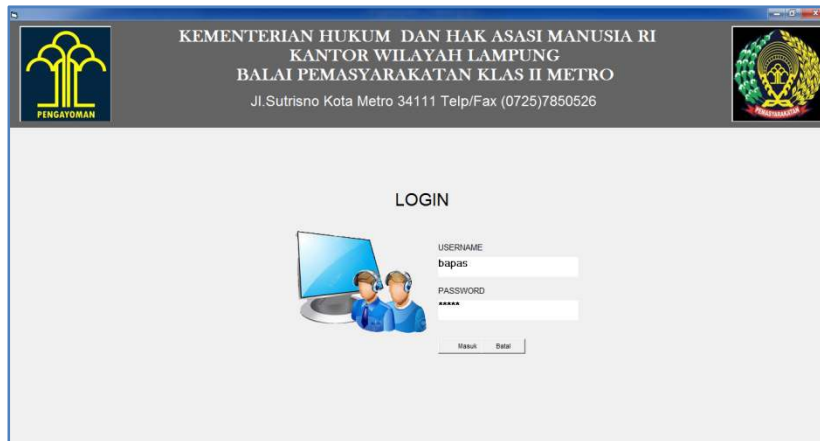 KEMENTERIAN HUKUM DAN HAK ASASI MANUSIA RI
KANTOR WILAYAH LAMPUNG
BALAI PEMASYARAKATAN KLAS II METRO
Jl.Sutrisno Kota Metro 34111 Telp/Fax (0725)7850526
PENGAYOMAN
PEMASYARAKATAN
LOGIN
USERNAME
bapas
PASSWORD
*****
Masuk Batal